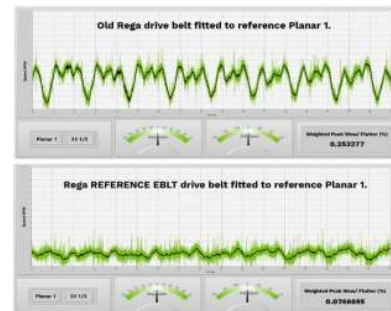 Old Rega drive belt fitted to reference Planar 1.
Planar 1 33 1/3
Weighted Peak Wow/ Flutter (%)
0.253377
Rega REFERENCE EBLT drive belt fitted to reference Planar 1.
Planar 1 33 1/3
Weighted Peak Wow/ Flutter (%)
0.0766695